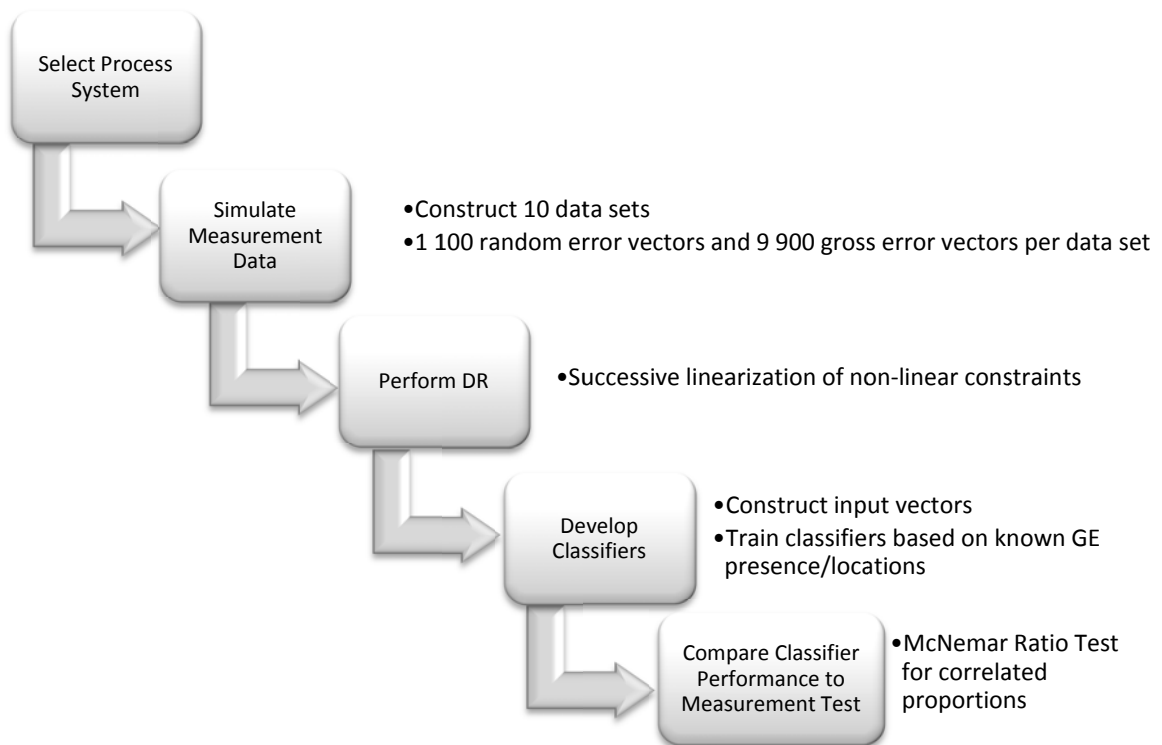 Select Process
System
Simulate
Measurement
Data
•Construct 10 data sets
•1 100 random error vectors and 9 900 gross error vectors per data set
Perform DR
•Successive linearization of non-linear constraints
Develop
Classifiers
•Construct input vectors
•Train classifiers based on known GE
presence/locations
Compare Classifier
Performance to
Measurement Test
•McNemar Ratio Test
for correlated
proportions